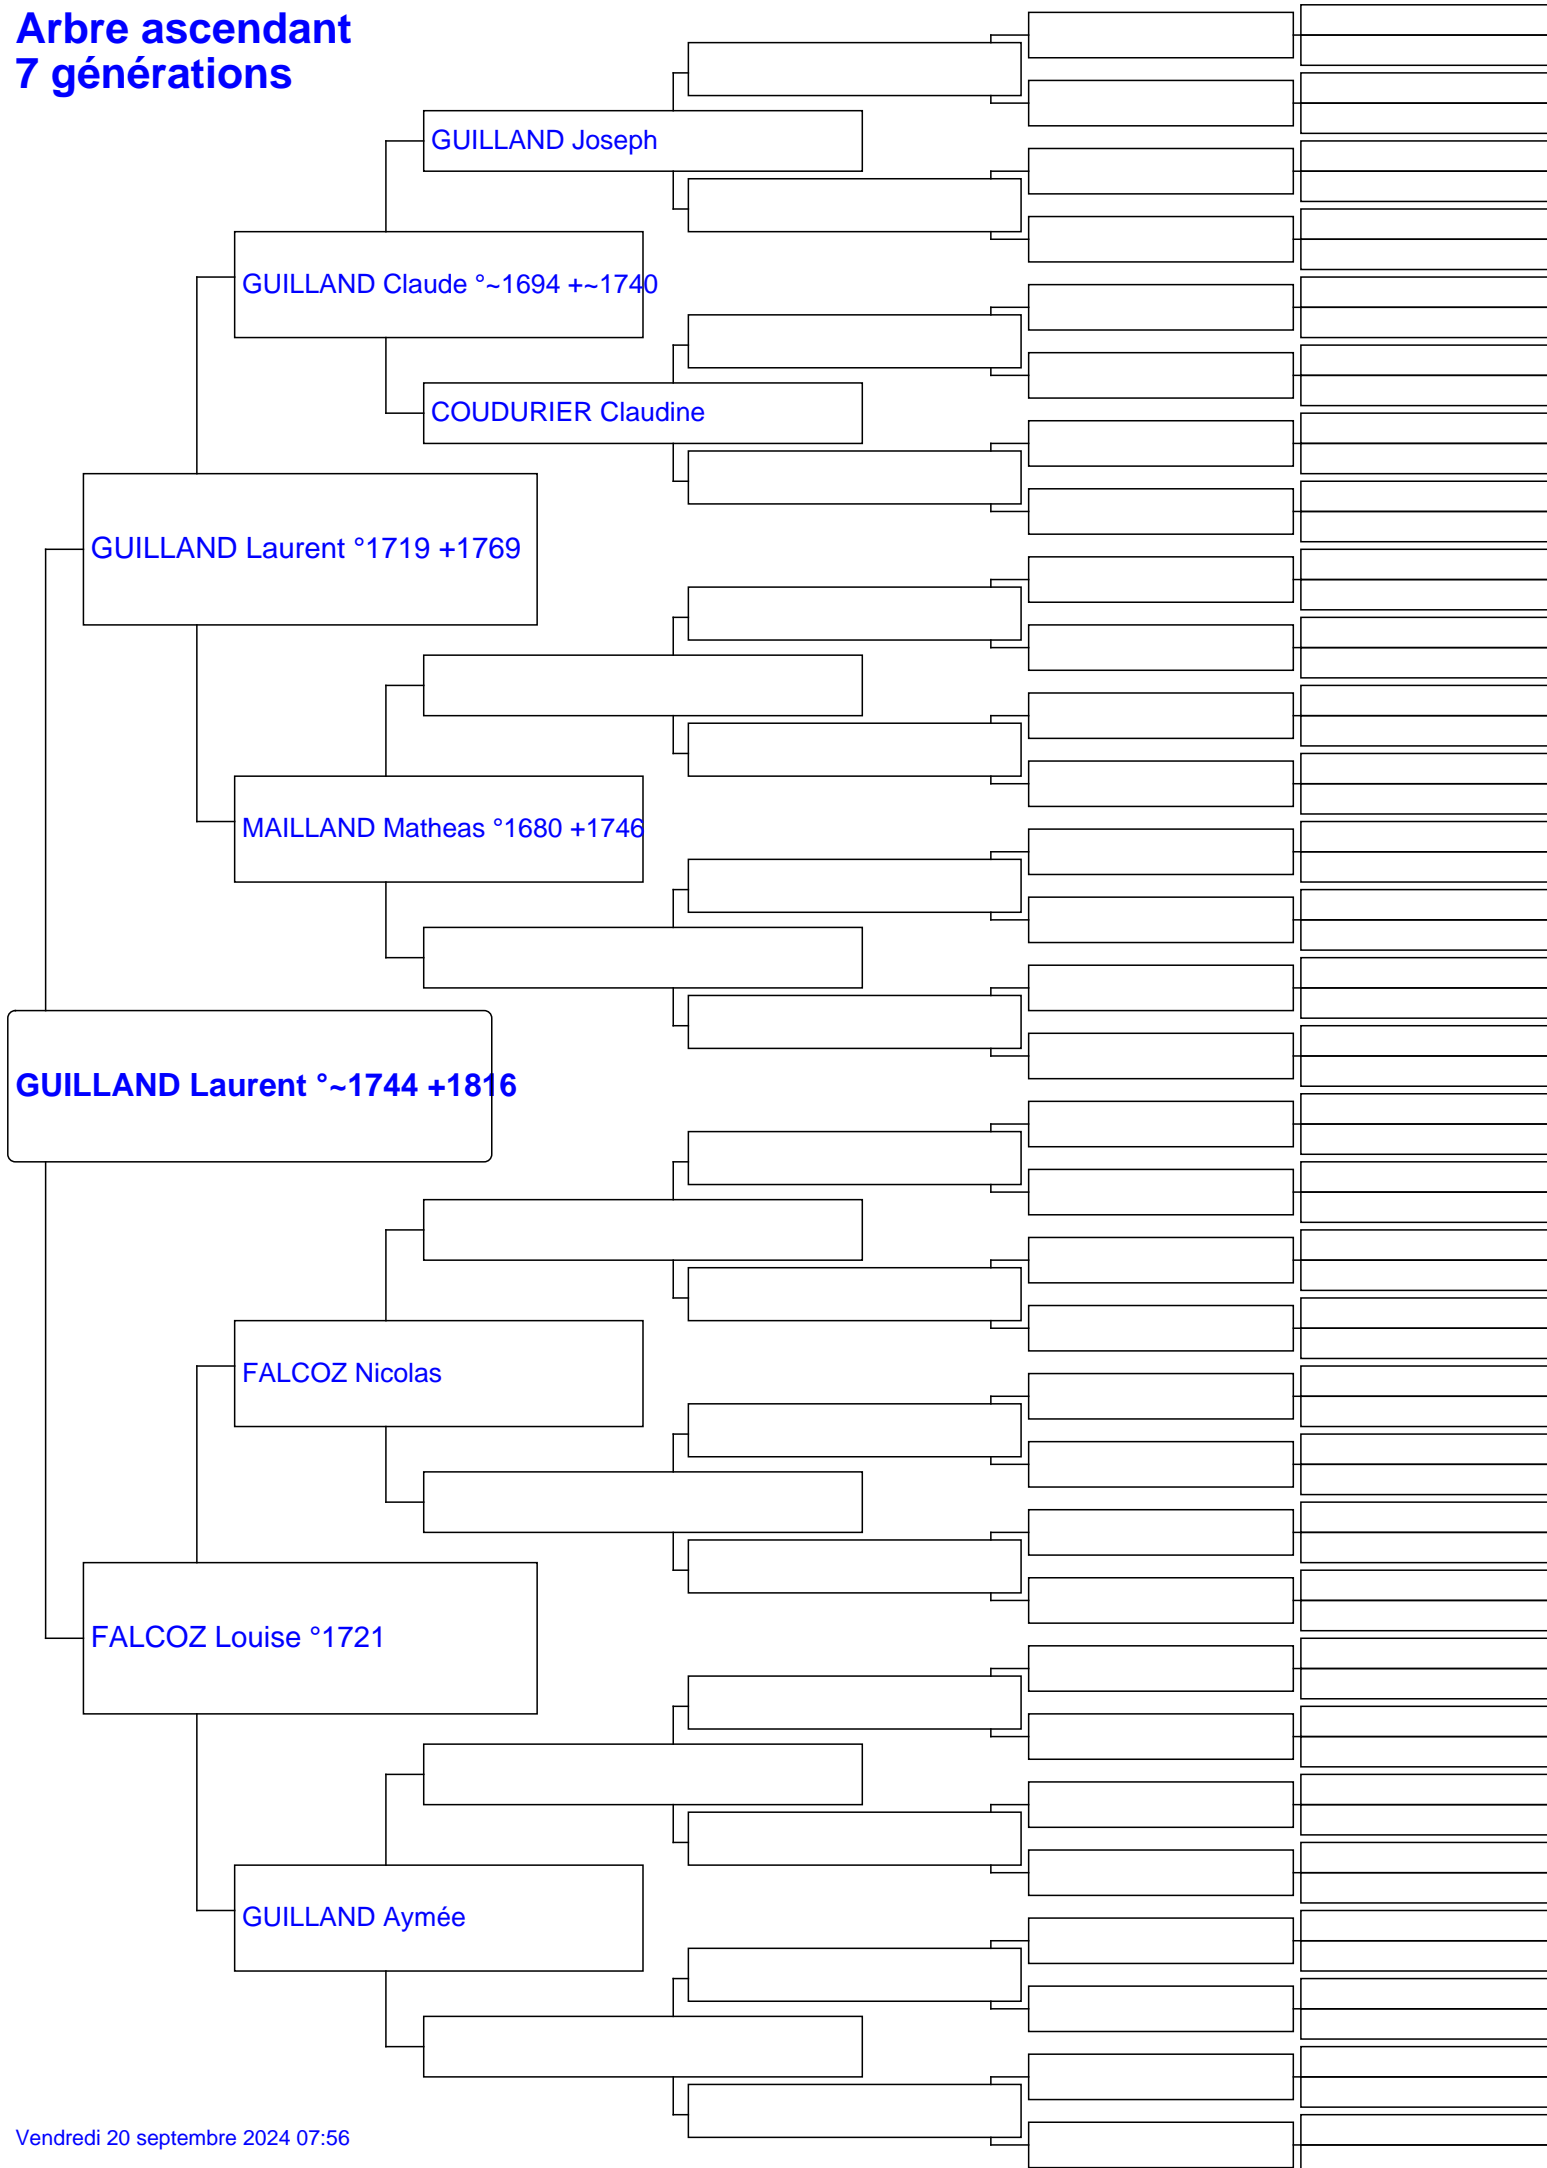 Arbre ascendant
7 générations
GUILLAND Joseph
GUILLAND Claude °~1694 +~1740
COUDURIER Claudine
GUILLAND Laurent °1719 +1769
MAILLAND Matheas °1680 +1746
GUILLAND Laurent °~1744 +1816
FALCOZ Nicolas
FALCOZ Louise °1721
GUILLAND Aymée
Vendredi 20 septembre 2024 07:56